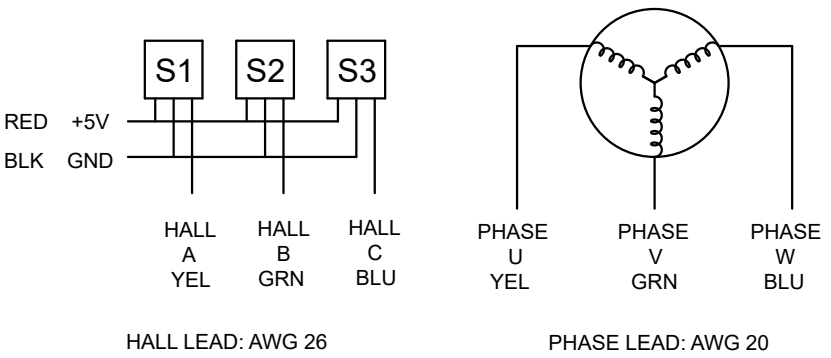 S1 S2 S3
RED +5V
BLK GND
HALL
A
YEL
HALL
B
GRN
HALL
C
BLU
HALL LEAD: AWG 26
PHASE
U
YEL
PHASE
V
GRN
PHASE
W
BLU
PHASE LEAD: AWG 20